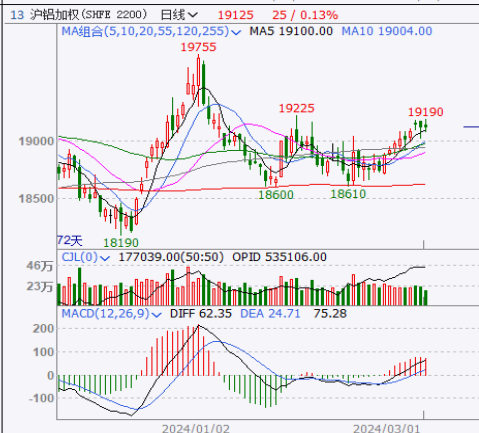 13 沪铝加权(SHFE 2200) 日线 19125 25 / 0.13%
MA组合(5,10,20,55,120,255) MA5 19100.00 MA10 19004.00
19755
19225
19190
19000
18500
18600
18610
72天
18190
CJL(0) 177039.00(50:50) OPID 535106.00
46万
23万
MACD(12,26,9) DIFF 62.35 DEA 24.71 75.28
200
100
0
-100
2024/01/02 2024/03/01